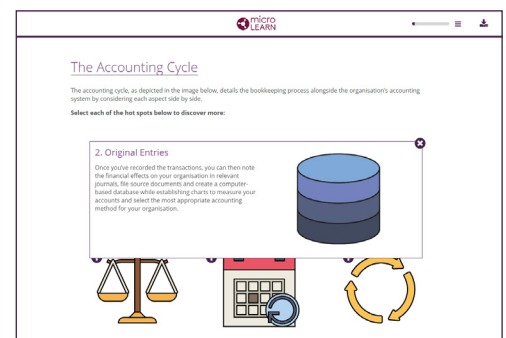 micro
LEARN
The Accounting Cycle
The accounting cycle, as depicted in the image below, details the bookkeeping process alongside the organisation's accounting
system by considering each aspect side by side.
Select each of the hot spots below to discover more:
2. Original Entries
Once you've recorded the transactions, you can then note
the financial effects on your organisation in relevant
journals, file source documents and create a computer-
based database while establishing charts to measure your
accounts and select the most appropriate accounting
method for your organisation.